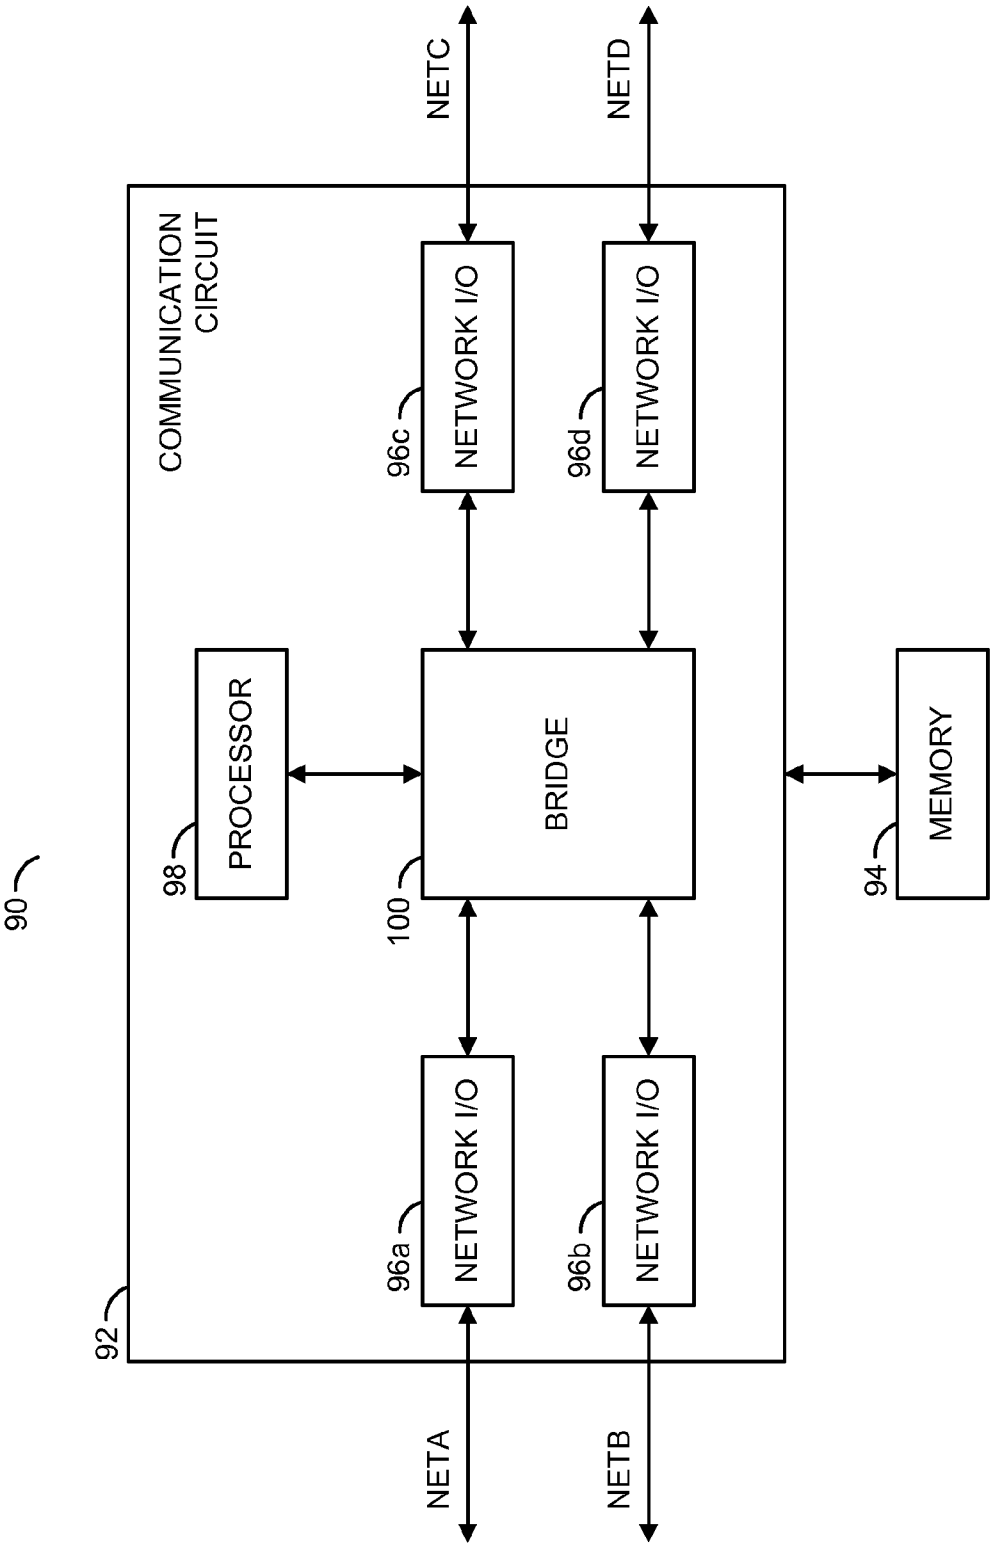 90
92
COMMUNICATION
CIRCUIT
98
PROCESSOR
NETA
96a
NETWORK I/O
100
BRIDGE
96c
NETWORK I/O
NETC
NETB
96b
NETWORK I/O
96d
NETWORK I/O
NETD
94
MEMORY